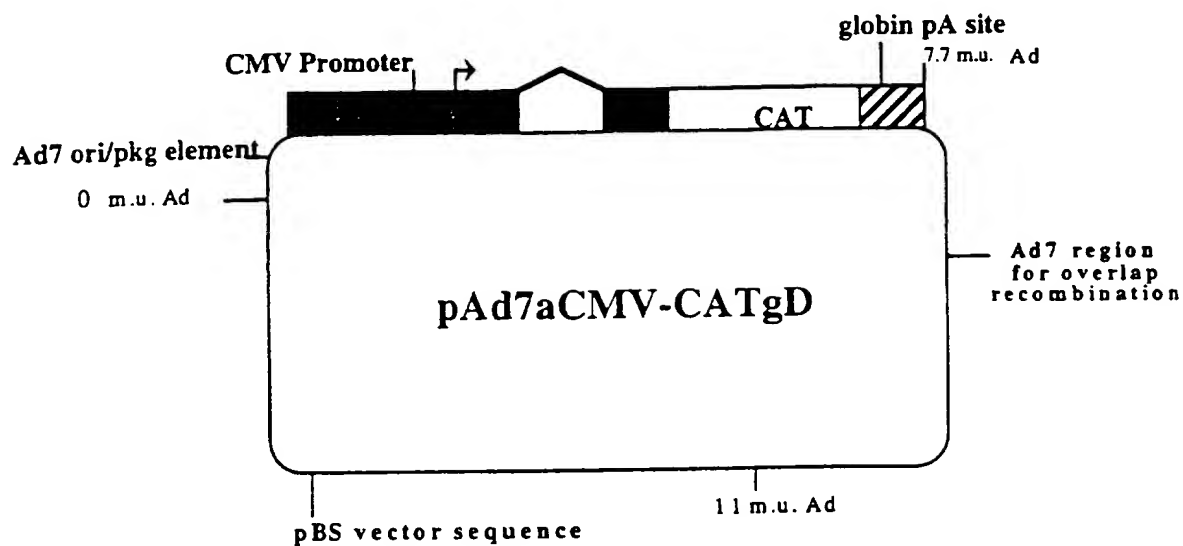 globin pA site
7.7 m.u. Ad
CMV Promoter
CAT
Ad7 ori/pkg element
0 m.u. Ad
Ad7 region
for overlap
recombination
pAd7aCMV-CATgD
11 m.u. Ad
pBS vector sequence